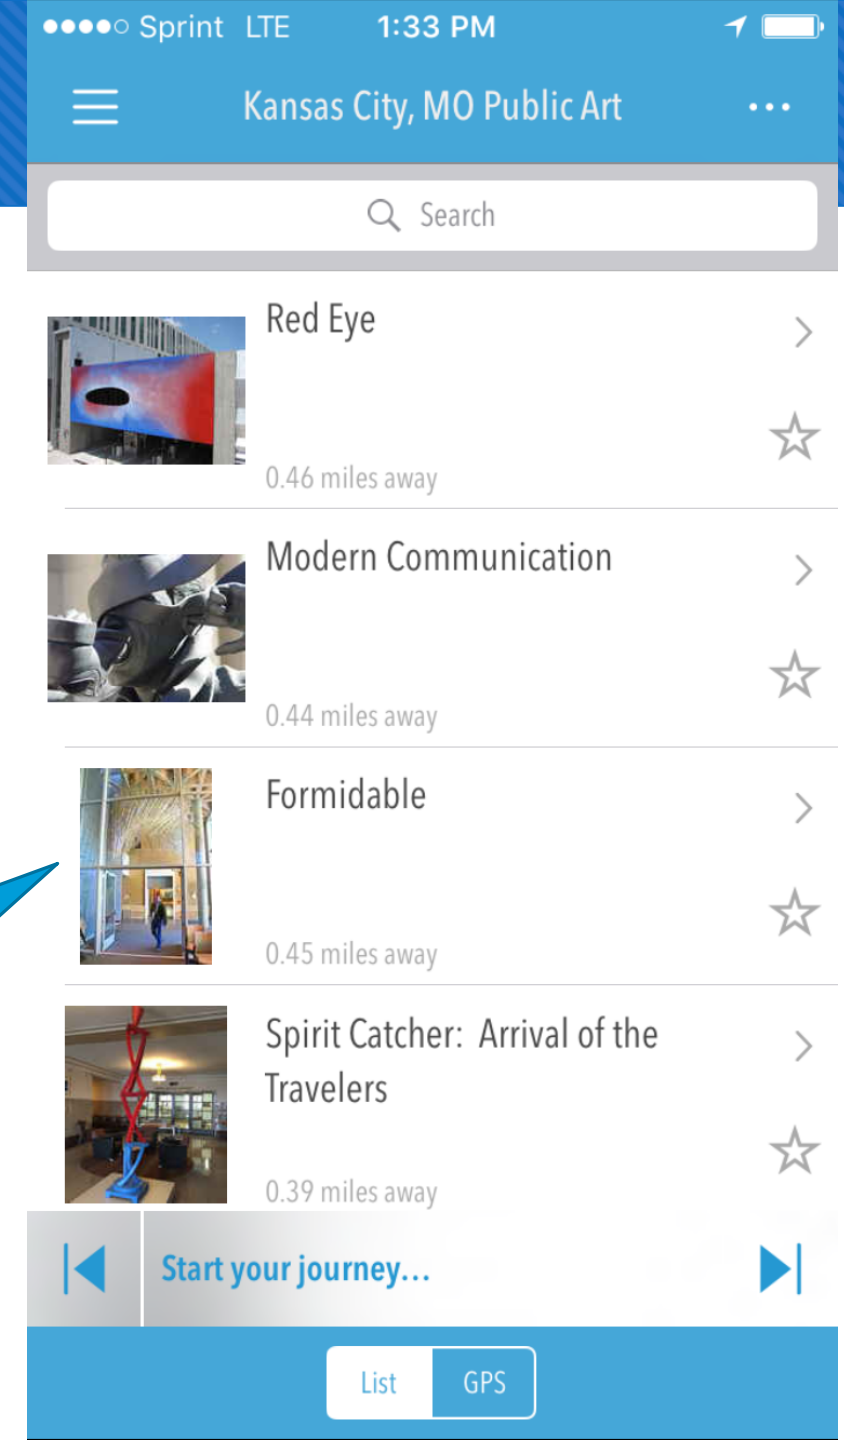 Sprint LTE 1:33 PM
Kansas City, MO Public Art
Search
Red Eye
0.46 miles away
Modern Communication
0.44 miles away
Formidable
0.45 miles away
Spirit Catcher: Arrival of the
Travelers
0.39 miles away
Start your journey...
List GPS